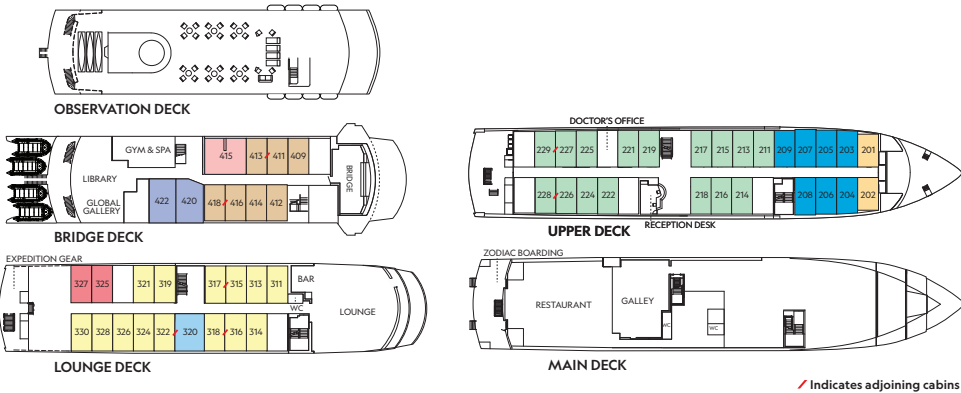 OBSERVATION DECK
GYM & SPA
415
413
411
409
LIBRARY
BRIDGE
GLOBAL
GALLERY
422
420
418
416
414
412
BRIDGE DECK
EXPEDITION GEAR
327
325
321
319
317
315
313
311
BAR
WC
LOUNGE
330
328
326
324
322
320
318
316
314
LOUNGE DECK
DOCTOR'S OFFICE
229
227
225
221
219
217
215
213
211
209
207
205
203
201
228
226
224
222
218
216
214
208
206
204
202
UPPER DECK
RECEPTION DESK
ZODIAC BOARDING
RESTAURANT
GALLEY
WC
WC
MAIN DECK
Indicates adjoining cabins